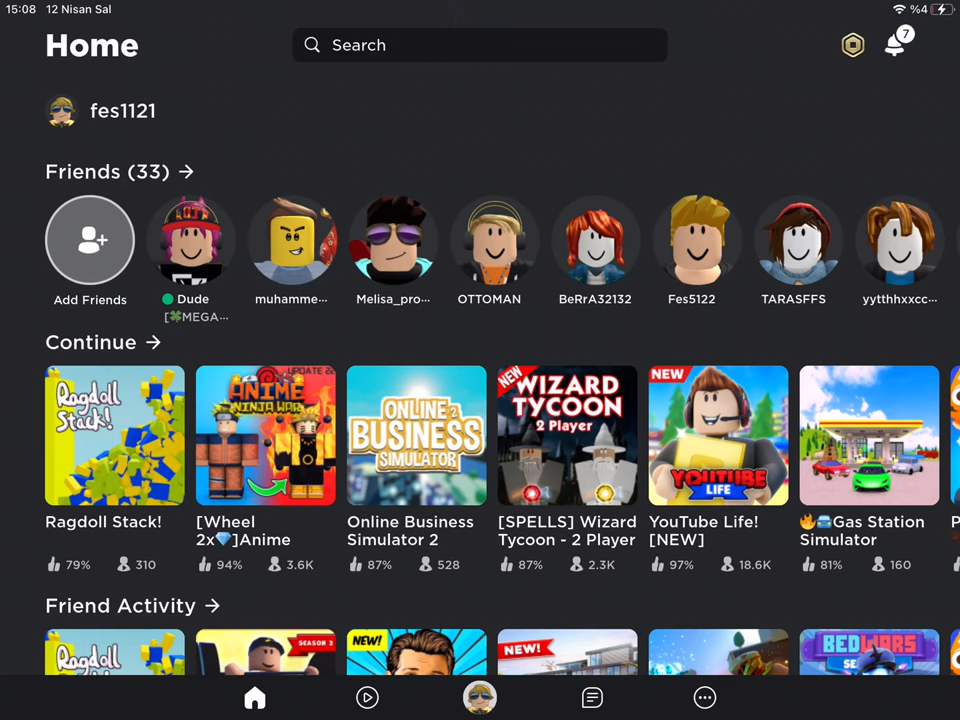 15:08 12 Nisan Sal %4
Home
Search
7
fes1121
Friends (33) →
Add Friends
Dude
[🍀MEGA...
muhamme...
Melisa_pro...
OTTOMAN
BeRrA32132
Fes5122
TARASFFS
yytthhxxcc...
Continue →
Ragdoll
Stack!
UPDATE 22
ANIME
NINJA WAR
ONLINE 2
BUSINESS
SIMULATOR
NEW
WIZARD
TYCOON
2 Player
NEW
YOUTUBE
LIFE
Ragdoll Stack!
79% 310
[Wheel
2x💎]Anime
94% 3.6K
Online Business
Simulator 2
87% 528
[SPELLS] Wizard
Tycoon - 2 Player
87% 2.3K
YouTube Life!
[NEW]
97% 18.6K
🔥🚘Gas Station
Simulator
81% 160
Friend Activity →
Ragdoll
SEASON 2
NEW!
NEW!
BEDWARS